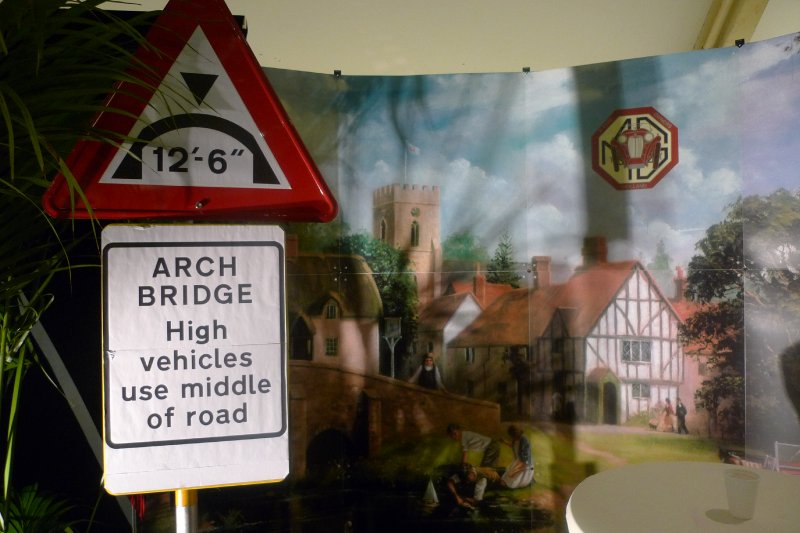 12'-6"
ARCH
BRIDGE
High
vehicles
use middle
of road